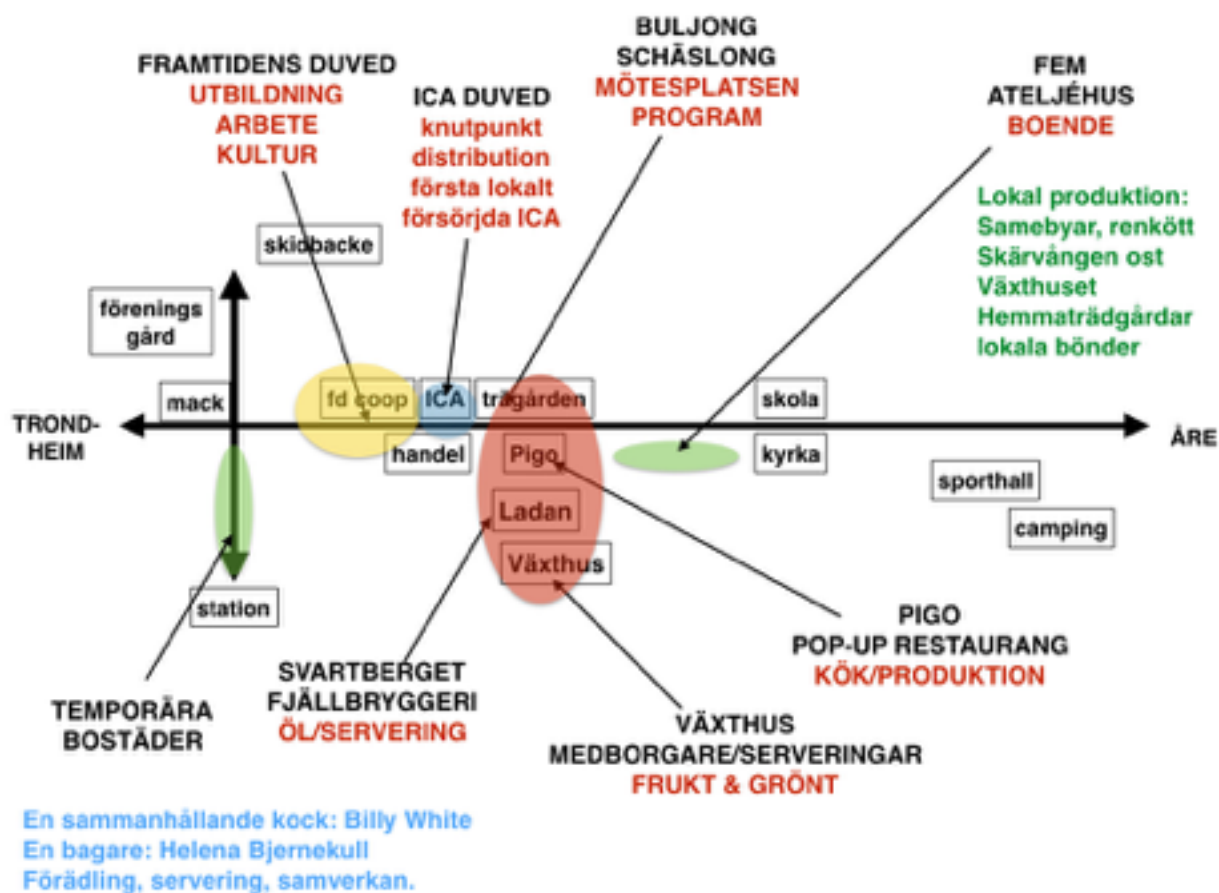 FRAMTIDENS DUVED
UTBILDNING
ARBETE
KULTUR
ICA DUVED
knutpunkt
distribution
första lokalt
försörjda ICA
BULJONG
SCHÄSLONG
MÖTESPLATSEN
PROGRAM
FEM
ATELJÉHUS
BOENDE
Lokal produktion:
Samebyar, renkött
Skärvången ost
Växthuset
Hemmaträdgårdar
lokala bönder
skidbacke
förenings
gård
mack
fd coop
ICA
trägården
skola
TROND-
HEIM
ÅRE
handel
Pigo
kyrka
Ladan
sporthall
camping
Växthus
station
TEMPORÄRA
BOSTÄDER
SVARTBERGET
FJÄLLBRYGGERI
ÖL/SERVERING
PIGO
POP-UP RESTAURANG
KÖK/PRODUKTION
VÄXTHUS
MEDBORGARE/SERVERINGAR
FRUKT & GRÖNT
En sammanhållande kock: Billy White
En bagare: Helena Bjernekull
Förädling, servering, samverkan.